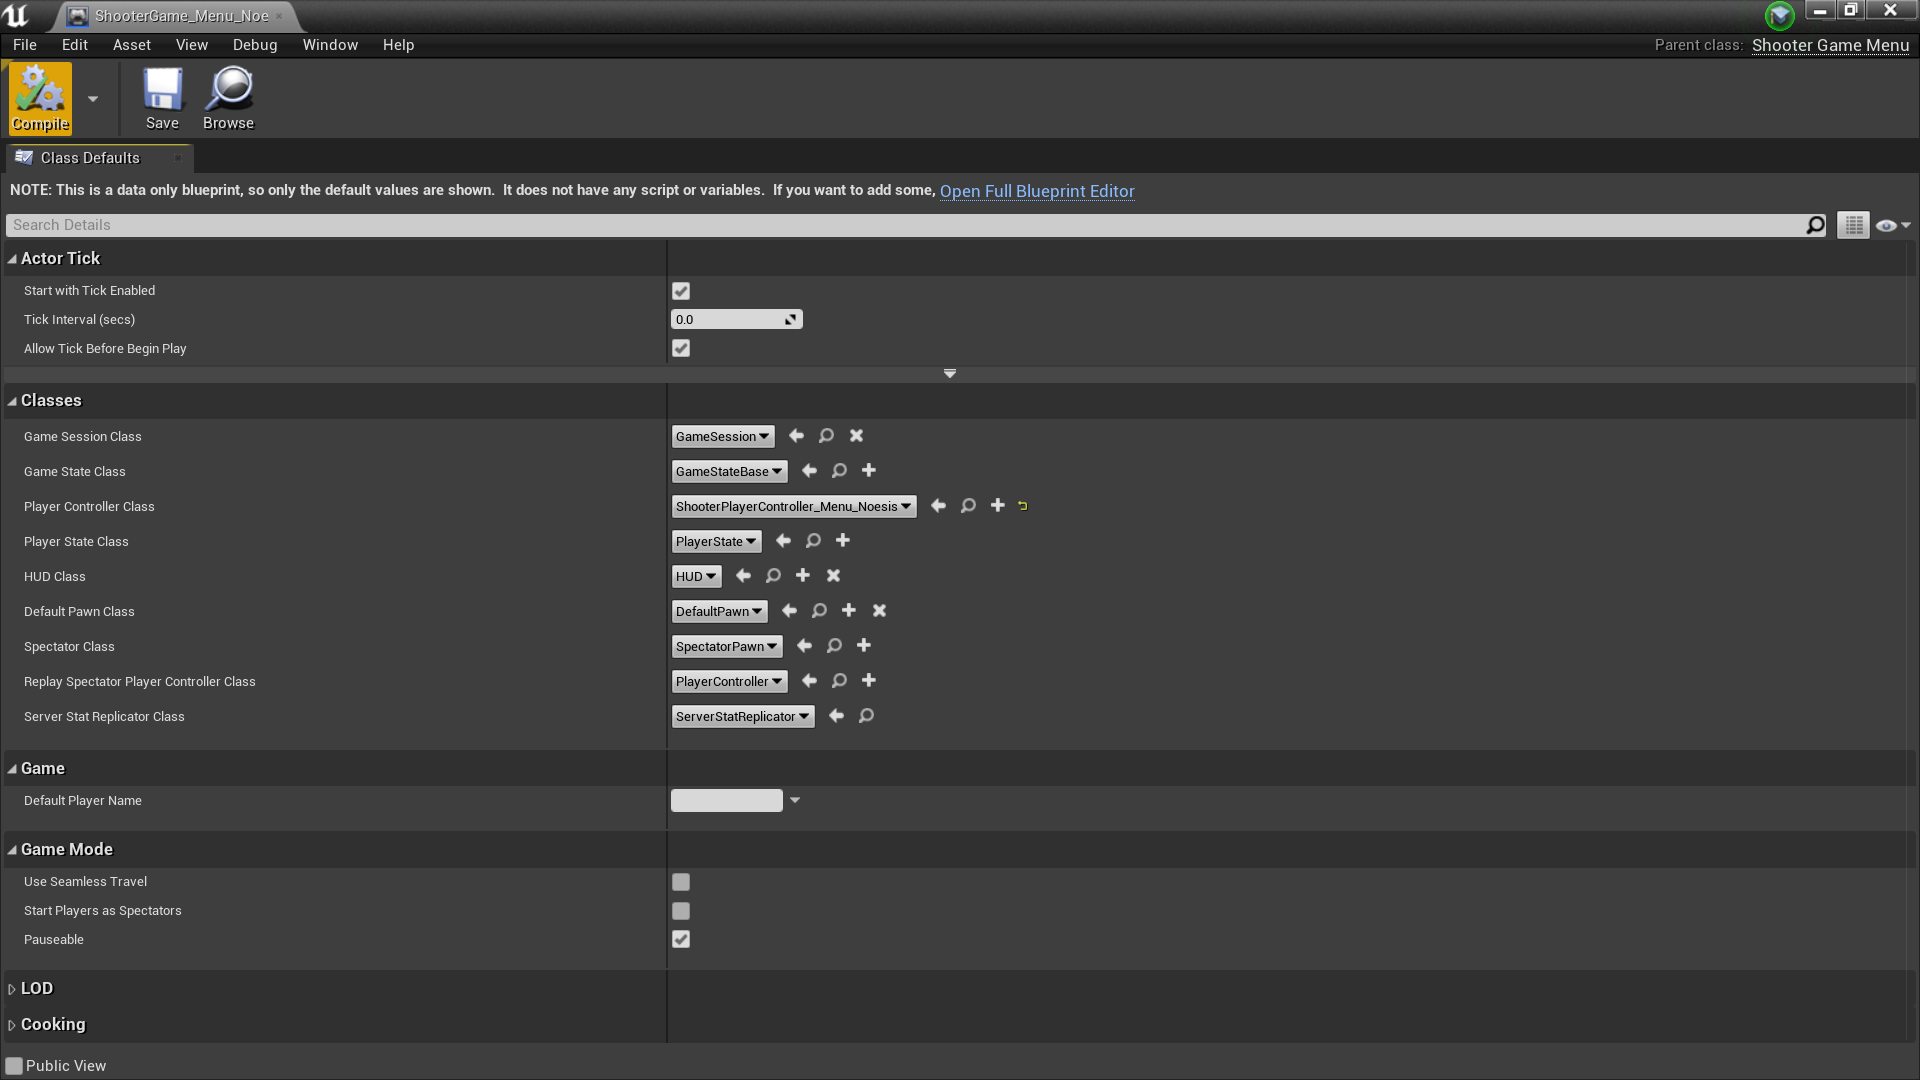 ShooterGame_Menu_Noe
File Edit Asset View Debug Window Help
Parent class: Shooter Game Menu
Compile
Save
Browse
Class Defaults
NOTE: This is a data only blueprint, so only the default values are shown.  It does not have any script or variables.  If you want to add some, Open Full Blueprint Editor
Search Details
Actor Tick
Start with Tick Enabled
Tick Interval (secs) 0.0
Allow Tick Before Begin Play
Classes
Game Session Class GameSession
Game State Class GameStateBase
Player Controller Class ShooterPlayerController_Menu_Noesis
Player State Class PlayerState
HUD Class HUD
Default Pawn Class DefaultPawn
Spectator Class SpectatorPawn
Replay Spectator Player Controller Class PlayerController
Server Stat Replicator Class ServerStatReplicator
Game
Default Player Name
Game Mode
Use Seamless Travel
Start Players as Spectators
Pauseable
LOD
Cooking
Public View